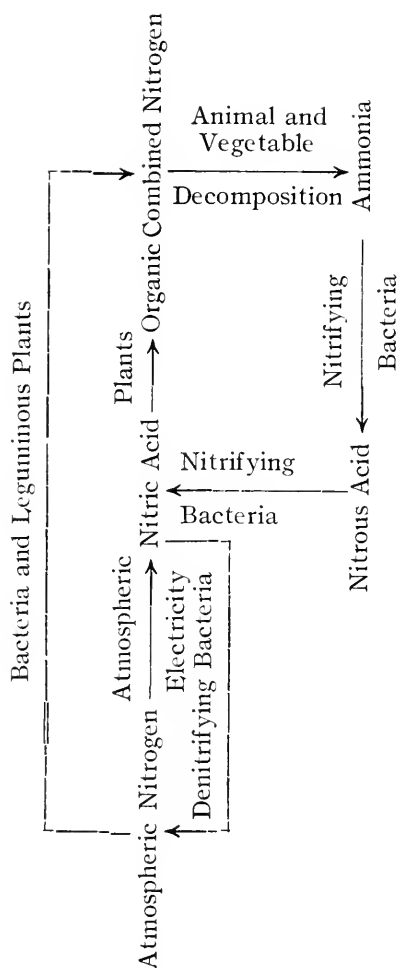 Bacteria and Leguminous Plants
Atmospheric Nitrogen
Atmospheric
Electricity
Denitrifying Bacteria
Nitric Acid
Plants
Organic Combined Nitrogen
Animal and
Vegetable
Decomposition
Ammonia
Nitrifying
Bacteria
Nitrous Acid
Nitrifying
Bacteria